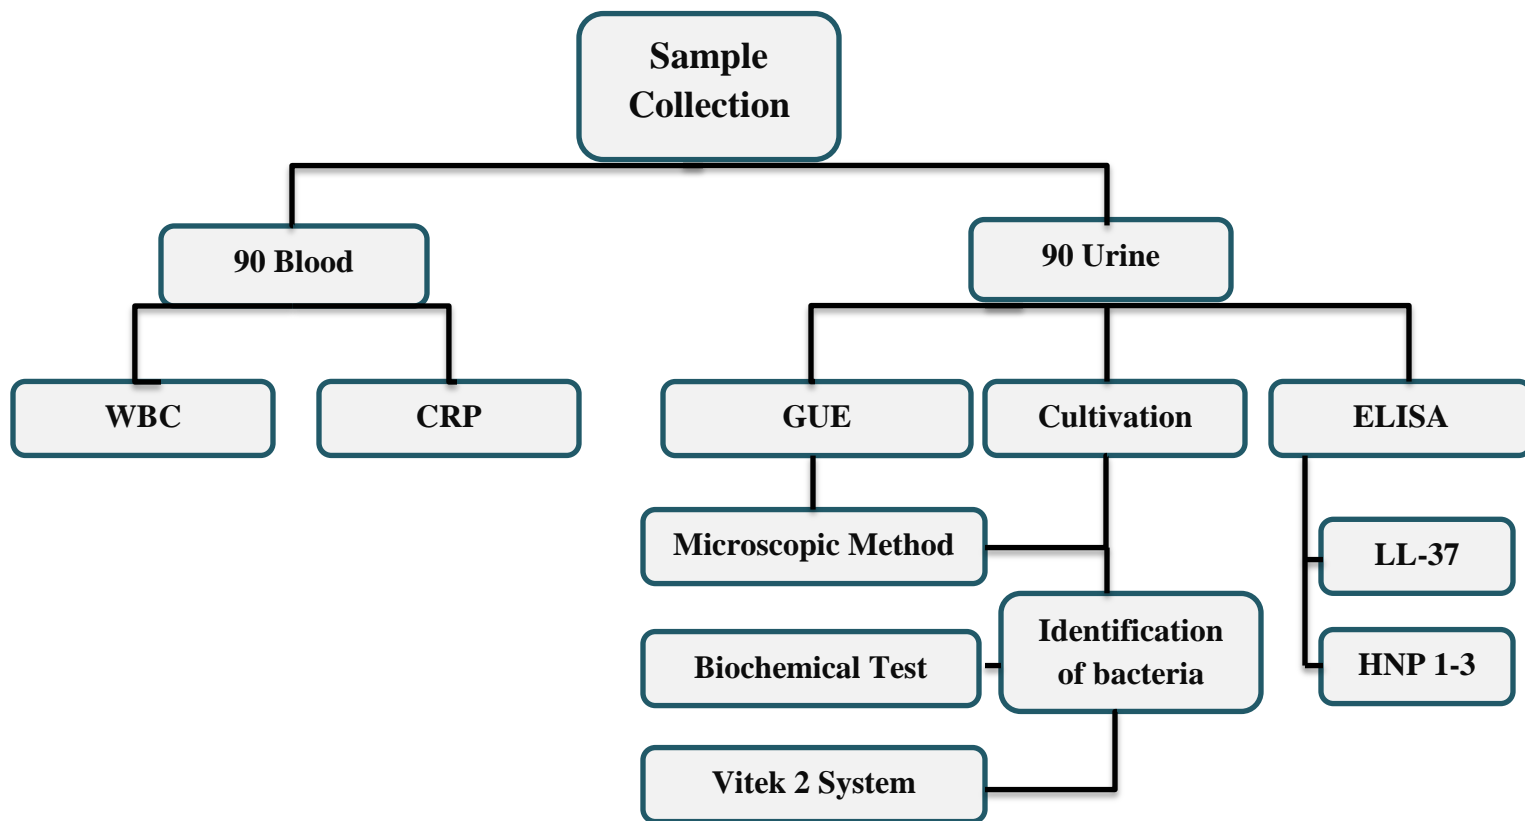 Sample
Collection
90 Blood
90 Urine
WBC
CRP
GUE
Cultivation
ELISA
Microscopic Method
LL-37
Identification
of bacteria
Biochemical Test
HNP 1-3
Vitek 2 System